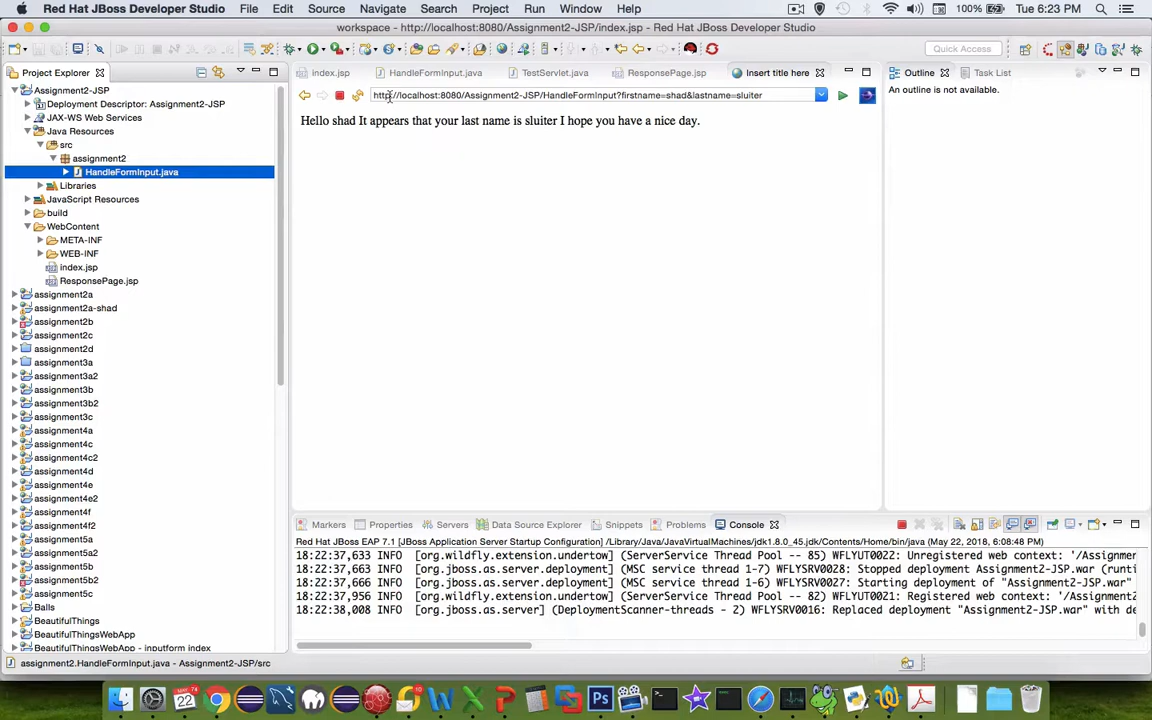 Red Hat JBoss Developer Studio File Edit Source Navigate Search Project Run Window Help 100% Tue 6:23 PM
workspace - http://localhost:8080/Assignment2-JSP/index.jsp - Red Hat JBoss Developer Studio
Quick Access
Project Explorer
index.jsp HandleFormInput.java TestServlet.java ResponsePage.jsp Insert title here
Outline Task List
An outline is not available.
http://localhost:8080/Assignment2-JSP/HandleFormInput?firstname=shad&lastname=sluiter
Hello shad It appears that your last name is sluiter I hope you have a nice day.
Assignment2-JSP
Deployment Descriptor: Assignment2-JSP
JAX-WS Web Services
Java Resources
src
assignment2
HandleFormInput.java
Libraries
JavaScript Resources
build
WebContent
META-INF
WEB-INF
index.jsp
ResponsePage.jsp
assignment2a
assignment2a-shad
assignment2b
assignment2c
assignment2d
assignment3a
assignment3a2
assignment3b
assignment3b2
assignment3c
assignment4a
assignment4c
assignment4c2
assignment4d
assignment4e
assignment4e2
assignment4f
assignment4f2
assignment5a
assignment5a2
assignment5b
assignment5b2
assignment5c
Balls
BeautifulThings
BeautifulThingsWebApp
BeautifulThingsWebApp - inputform index
Markers Properties Servers Data Source Explorer Snippets Problems Console
Red Hat JBoss EAP 7.1 [JBoss Application Server Startup Configuration] /Library/Java/JavaVirtualMachines/jdk1.8.0_45.jdk/Contents/Home/bin/java (May 22, 2018, 6:08:48 PM)
18:22:37,633 INFO [org.wildfly.extension.undertow] (ServerService Thread Pool -- 85) WFLYUT0022: Unregistered web context: '/Assignmen
18:22:37,663 INFO [org.jboss.as.server.deployment] (MSC service thread 1-7) WFLYSRV0028: Stopped deployment Assignment2-JSP.war (runti
18:22:37,666 INFO [org.jboss.as.server.deployment] (MSC service thread 1-6) WFLYSRV0027: Starting deployment of "Assignment2-JSP.war"
18:22:37,956 INFO [org.wildfly.extension.undertow] (ServerService Thread Pool -- 82) WFLYUT0021: Registered web context: '/Assignment2
18:22:38,008 INFO [org.jboss.as.server] (DeploymentScanner-threads - 2) WFLYSRV0016: Replaced deployment "Assignment2-JSP.war" with de
assignment2.HandleFormInput.java - Assignment2-JSP/src